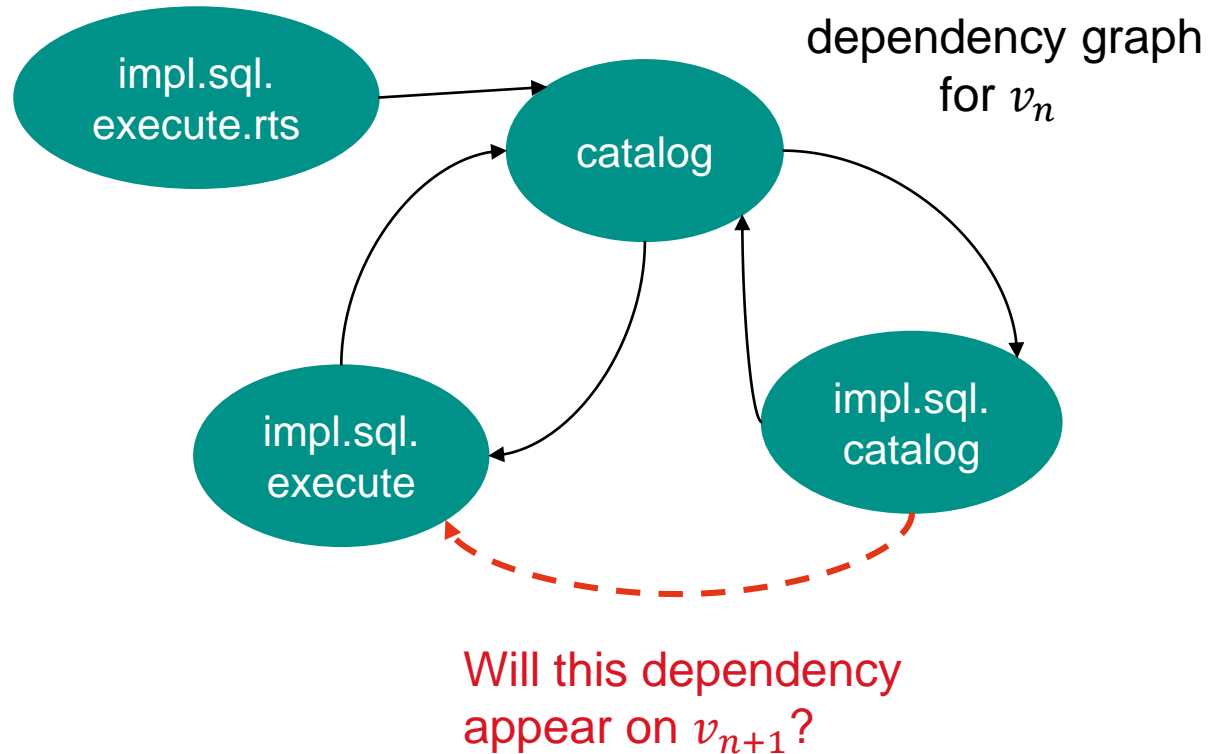 dependency graph
for 𝑣ₙ
impl.sql.
execute.rts
catalog
impl.sql.
execute
impl.sql.
catalog
Will this dependency
appear on 𝑣ₙ₊₁?